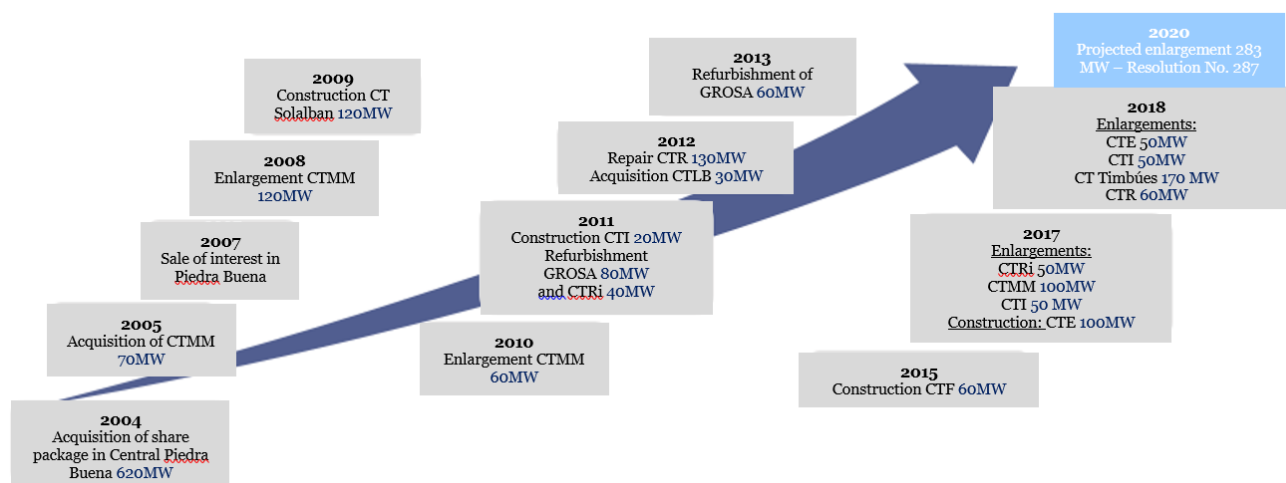 2004
Acquisition of share
package in Central Piedra
Buena 620MW
2005
Acquisition of CTMM
70MW
2007
Sale of interest in
Piedra Buena
2008
Enlargement CTMM
120MW
2009
Construction CT
Solalban 120MW
2010
Enlargement CTMM
60MW
2011
Construction CTI 20MW
Refurbishment
GROSA 80MW
and CTRi 40MW
2012
Repair CTR 130MW
Acquisition CTLB 30MW
2013
Refurbishment of
GROSA 60MW
2015
Construction CTF 60MW
2017
Enlargements:
CTRi 50MW
CTMM 100MW
CTI 50 MW
Construction: CTE 100MW
2018
Enlargements:
CTE 50MW
CTI 50MW
CT Timbúes 170 MW
CTR 60MW
2020
Projected enlargement 283
MW – Resolution No. 287